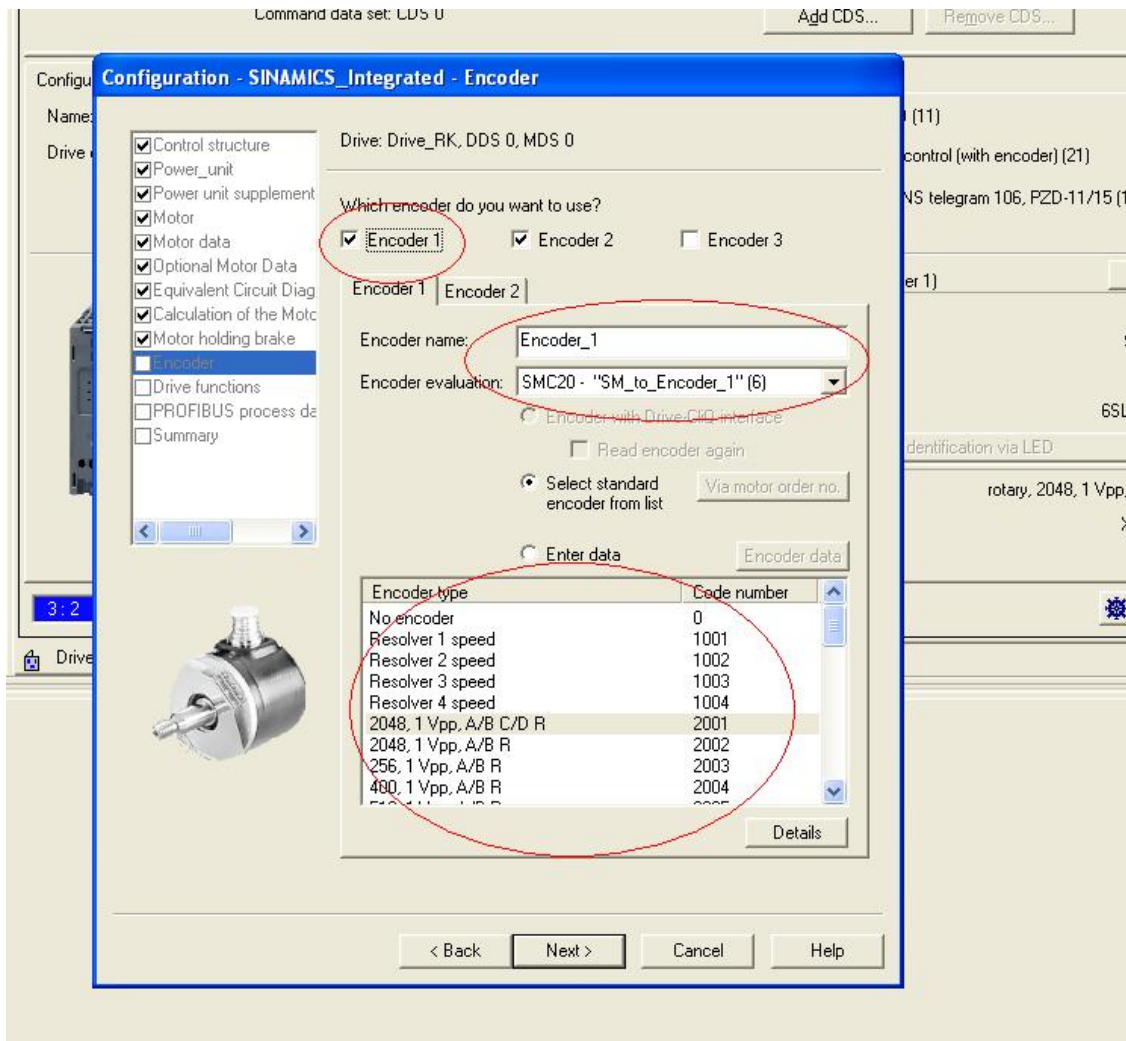 Command data set: CDS 0
Add CDS...
Remove CDS...
Configu
Name:
Drive
Configuration - SINAMICS_Integrated - Encoder
(11)
control (with encoder) (21)
NS telegram 106, PZD-11/15 (1
er 1)
6SL
dentification via LED
rotary, 2048, 1 Vpp,
Control structure
Power_unit
Power unit supplement
Motor
Motor data
Optional Motor Data
Equivalent Circuit Diag
Calculation of the Moto
Motor holding brake
Encoder
Drive functions
PROFIBUS process da
Summary
Drive: Drive_RK, DDS 0, MDS 0
Which encoder do you want to use?
Encoder 1
Encoder 2
Encoder 3
Encoder 1
Encoder 2
Encoder name:
Encoder_1
Encoder evaluation:
SMC20 - "SM_to_Encoder_1" (6)
Encoder with Drive-CliQ interface
Read encoder again
Select standard
encoder from list
Via motor order no.
Enter data
Encoder data
Encoder type Code number
No encoder 0
Resolver 1 speed 1001
Resolver 2 speed 1002
Resolver 3 speed 1003
Resolver 4 speed 1004
2048, 1 Vpp, A/B C/D R 2001
2048, 1 Vpp, A/B R 2002
256, 1 Vpp, A/B R 2003
400, 1 Vpp, A/B R 2004
Details
3:2
Drive
< Back
Next >
Cancel
Help